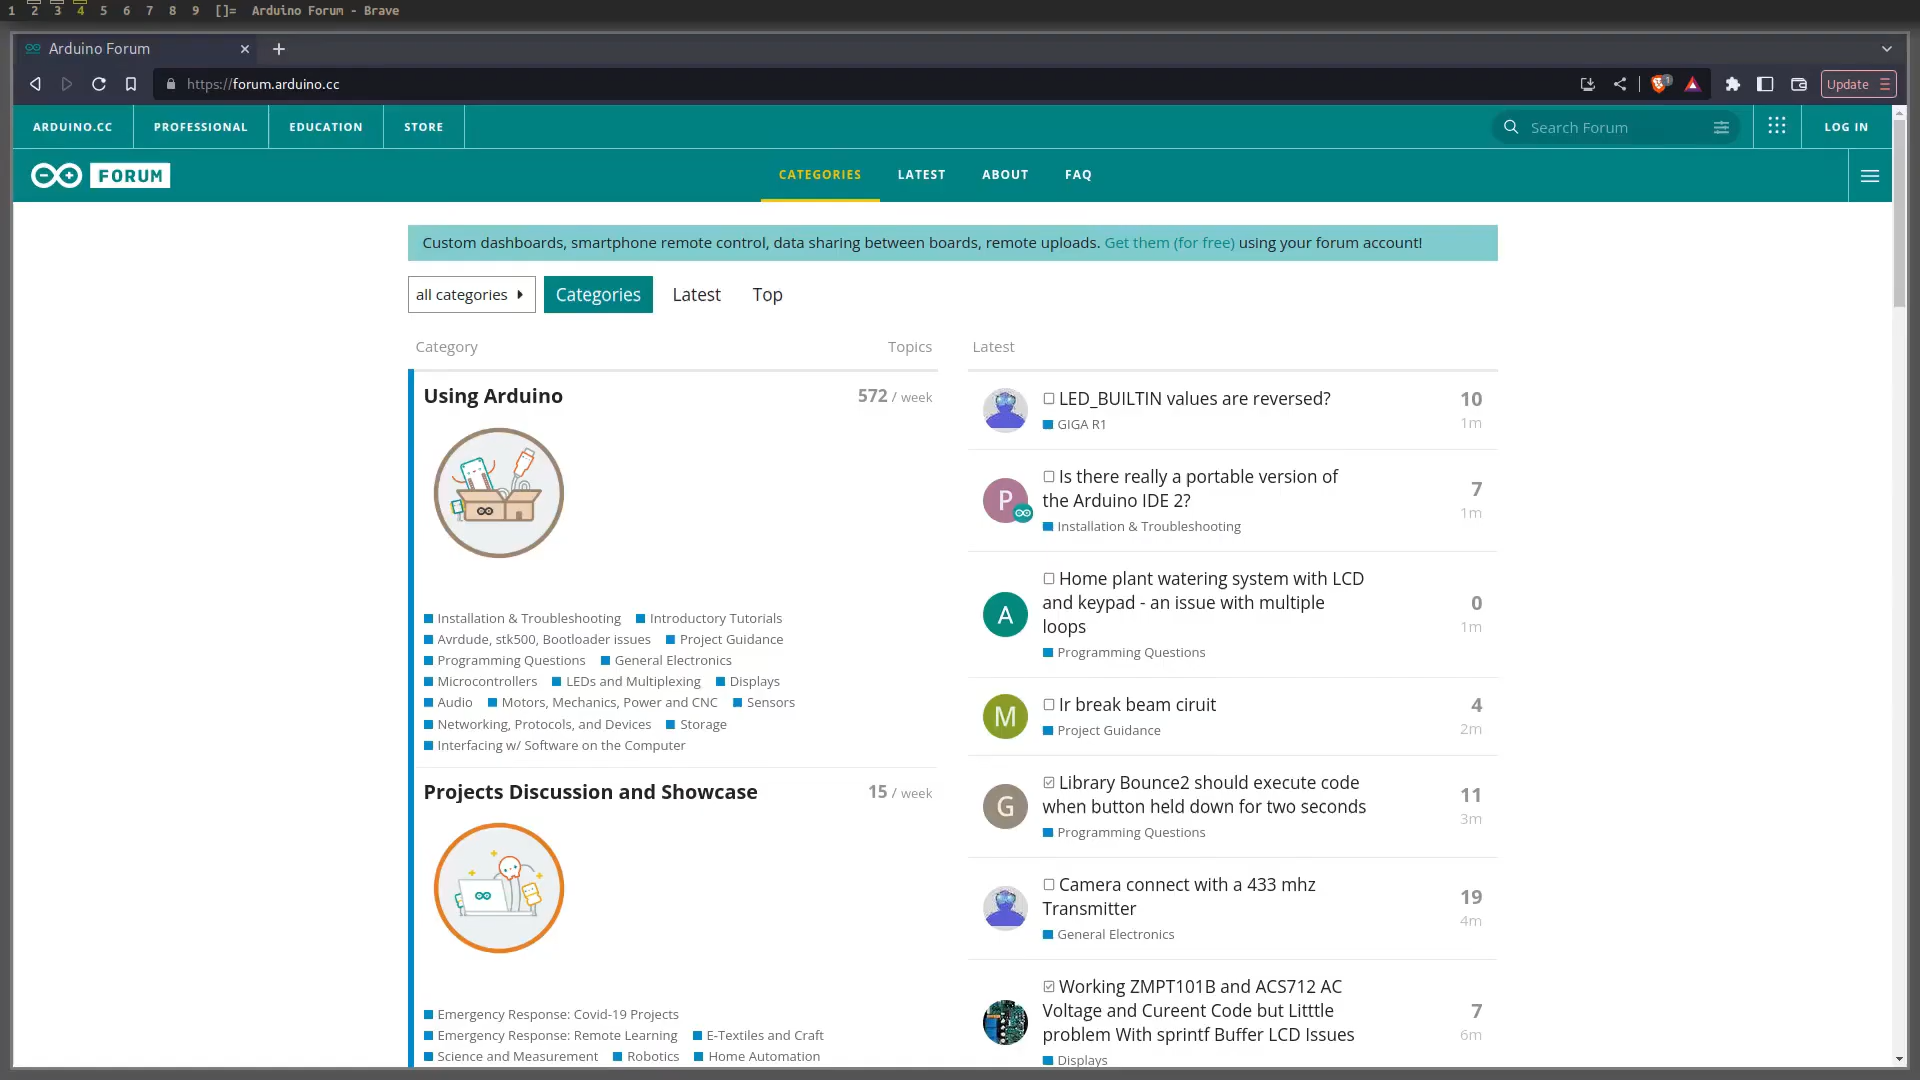 1 2 3 4 5 6 7 8 9 []= Arduino Forum - Brave
Arduino Forum
https://forum.arduino.cc
1
Update
ARDUINO.CC PROFESSIONAL EDUCATION STORE
Search Forum
LOG IN
FORUM
CATEGORIES LATEST ABOUT FAQ
Custom dashboards, smartphone remote control, data sharing between boards, remote uploads. Get them (for free) using your forum account!
all categories Categories Latest Top
Category Topics
Using Arduino 572 / week
Installation & Troubleshooting Introductory Tutorials
Avrdude, stk500, Bootloader issues Project Guidance
Programming Questions General Electronics
Microcontrollers LEDs and Multiplexing Displays
Audio Motors, Mechanics, Power and CNC Sensors
Networking, Protocols, and Devices Storage
Interfacing w/ Software on the Computer
Projects Discussion and Showcase 15 / week
Emergency Response: Covid-19 Projects
Emergency Response: Remote Learning E-Textiles and Craft
Science and Measurement Robotics Home Automation
Latest
LED_BUILTIN values are reversed? 10
GIGA R1 1m
P
Is there really a portable version of
the Arduino IDE 2? 7
Installation & Troubleshooting 1m
A
Home plant watering system with LCD
and keypad - an issue with multiple 0
loops 1m
Programming Questions
M
Ir break beam ciruit 4
Project Guidance 2m
G
Library Bounce2 should execute code 11
when button held down for two seconds 3m
Programming Questions
Camera connect with a 433 mhz 19
Transmitter 4m
General Electronics
Working ZMPT101B and ACS712 AC
Voltage and Cureent Code but Litttle 7
problem With sprintf Buffer LCD Issues 6m
Displays